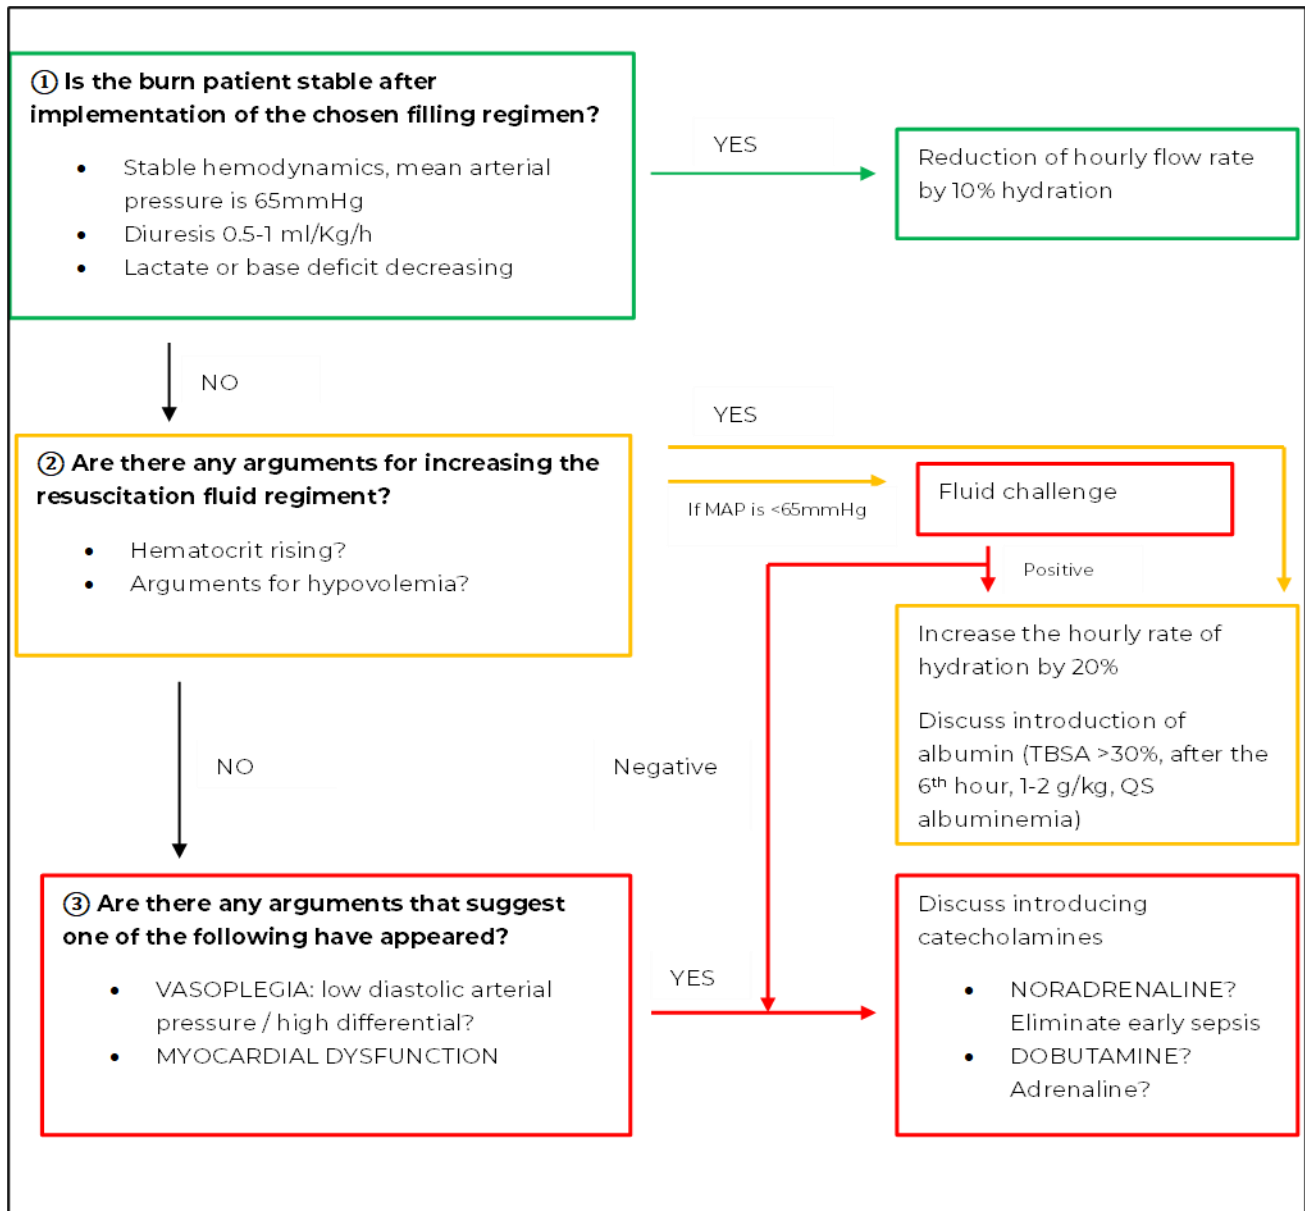 ① Is the burn patient stable after
implementation of the chosen filling regimen?
• Stable hemodynamics, mean arterial
pressure is 65mmHg
• Diuresis 0.5-1 ml/Kg/h
• Lactate or base deficit decreasing
YES
Reduction of hourly flow rate
by 10% hydration
NO
② Are there any arguments for increasing the
resuscitation fluid regiment?
• Hematocrit rising?
• Arguments for hypovolemia?
YES
If MAP is <65mmHg
Fluid challenge
Positive
Increase the hourly rate of
hydration by 20%
Discuss introduction of
albumin (TBSA >30%, after the
6th hour, 1-2 g/kg, QS
albuminemia)
NO
Negative
③ Are there any arguments that suggest
one of the following have appeared?
• VASOPLEGIA: low diastolic arterial
pressure / high differential?
• MYOCARDIAL DYSFUNCTION
YES
Discuss introducing
catecholamines
• NORADRENALINE?
Eliminate early sepsis
• DOBUTAMINE?
Adrenaline?